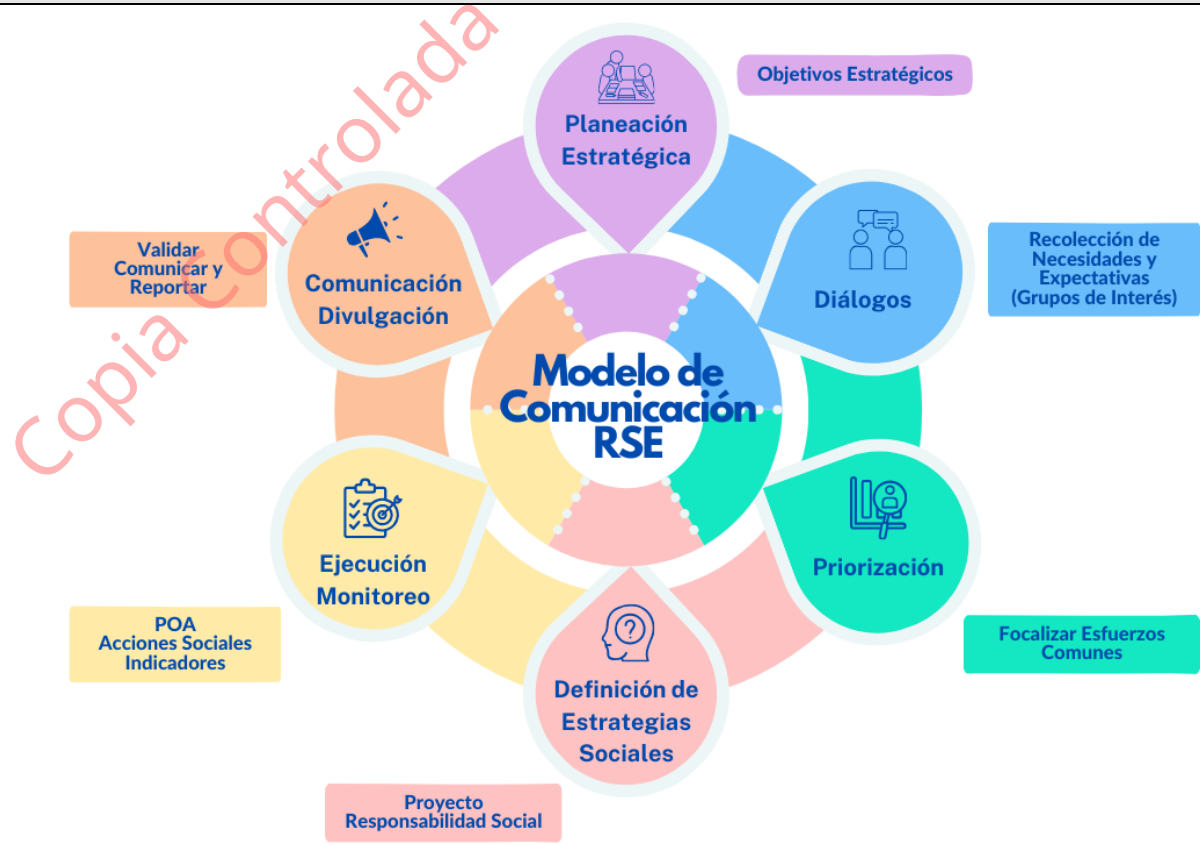 Objetivos Estratégicos
Planeación
Estratégica
Recolección de
Necesidades y
Expectativas
(Grupos de Interés)
Diálogos
Focalizar Esfuerzos
Comunes
Priorización
Definición de
Estrategias
Sociales
Proyecto
Responsabilidad Social
Ejecución
Monitoreo
POA
Acciones Sociales
Indicadores
Comunicación
Divulgación
Validar
Comunicar y
Reportar
Modelo de
Comunicación
RSE
Copia Controlada